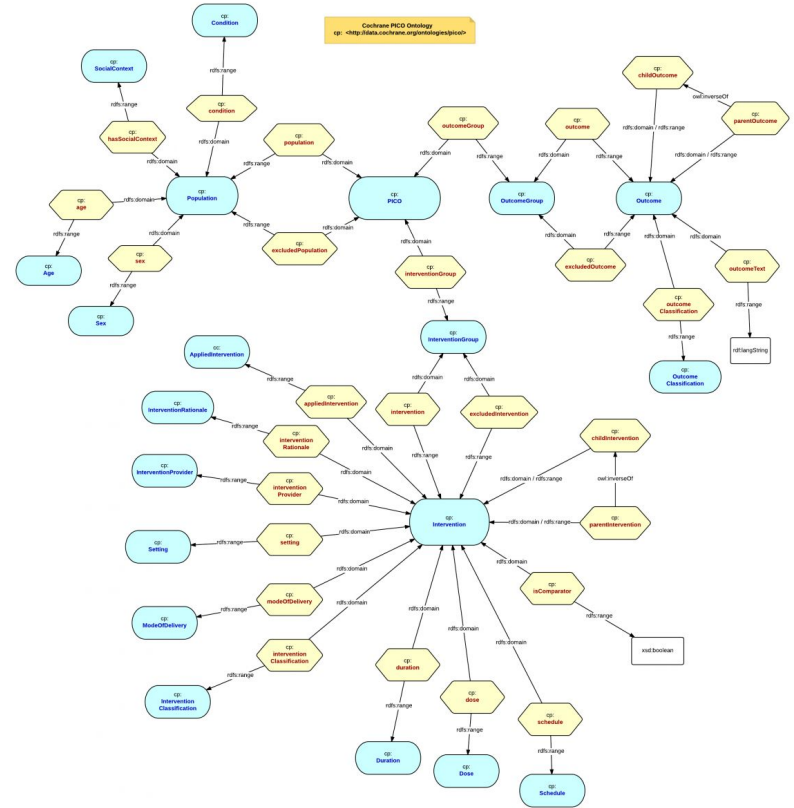 Cochrane PICO Ontology
cp: <http://data.cochrane.org/ontologies/pico/>
cp:
Condition
cp:
SocialContext
rdfs:range
rdfs:range
cp:
condition
cp:
hasSocialContext
rdfs:domain
rdfs:domain
cp:
population
rdfs:range
rdfs:domain
cp:
Population
cp:
age
rdfs:domain
rdfs:range
cp:
Age
cp:
sex
rdfs:domain
rdfs:range
cp:
Sex
rdfs:range
cp:
excludedPopulation
rdfs:domain
cp:
PICO
cp:
outcomeGroup
rdfs:domain
rdfs:range
cp:
OutcomeGroup
cp:
outcome
rdfs:domain
rdfs:range
cp:
Outcome
cp:
childOutcome
owl:inverseOf
cp:
parentOutcome
rdfs:domain / rdfs:range
rdfs:domain / rdfs:range
rdfs:domain
cp:
excludedOutcome
rdfs:range
rdfs:domain
rdfs:domain
cp:
outcomeText
rdfs:range
rdf:langString
cp:
outcome
Classification
rdfs:range
cp:
Outcome
Classification
rdfs:domain
cp:
interventionGroup
rdfs:range
cp:
InterventionGroup
rdfs:domain
rdfs:domain
cp:
intervention
cp:
excludedIntervention
rdfs:range
rdfs:range
cc:
AppliedIntervention
rdfs:range
cp:
appliedIntervention
rdfs:domain
cp:
InterventionRationale
rdfs:range
cp:
intervention
Rationale
rdfs:domain
cp:
InterventionProvider
rdfs:range
cp:
intervention
Provider
rdfs:domain
cp:
Setting
rdfs:range
cp:
setting
rdfs:domain
cp:
Intervention
cp:
childIntervention
rdfs:domain / rdfs:range
owl:inverseOf
rdfs:domain / rdfs:range
cp:
parentIntervention
rdfs:domain
cp:
isComparator
rdfs:range
xsd:boolean
cp:
ModeOfDelivery
rdfs:range
cp:
modeOfDelivery
rdfs:domain
cp:
Intervention
Classification
rdfs:range
cp:
intervention
Classification
rdfs:domain
rdfs:domain
cp:
duration
rdfs:range
cp:
Duration
rdfs:domain
cp:
dose
rdfs:range
cp:
Dose
rdfs:domain
cp:
schedule
rdfs:range
cp:
Schedule